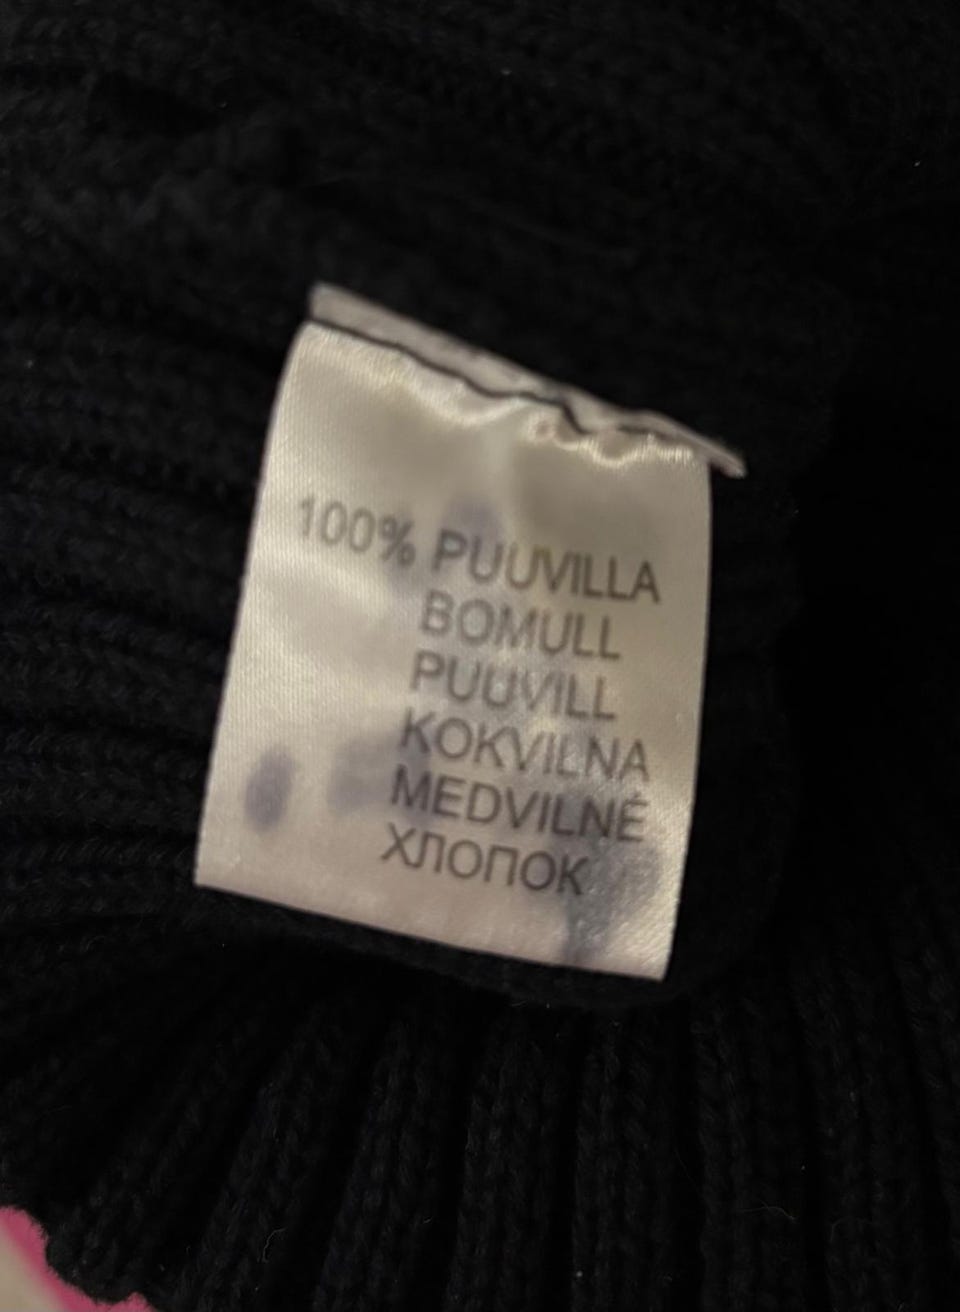 100% PUUVILLA
BOMULL
PUUVILL
KOKVILNA
MEDVILNĖ
ХЛОПОК